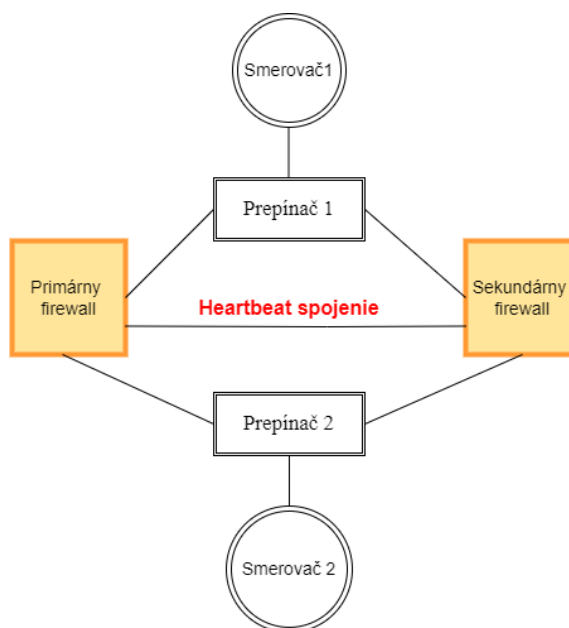 Smerovač1
Prepínač 1
Primárny
firewall
Heartbeat spojenie
Sekundárny
firewall
Prepínač 2
Smerovač 2